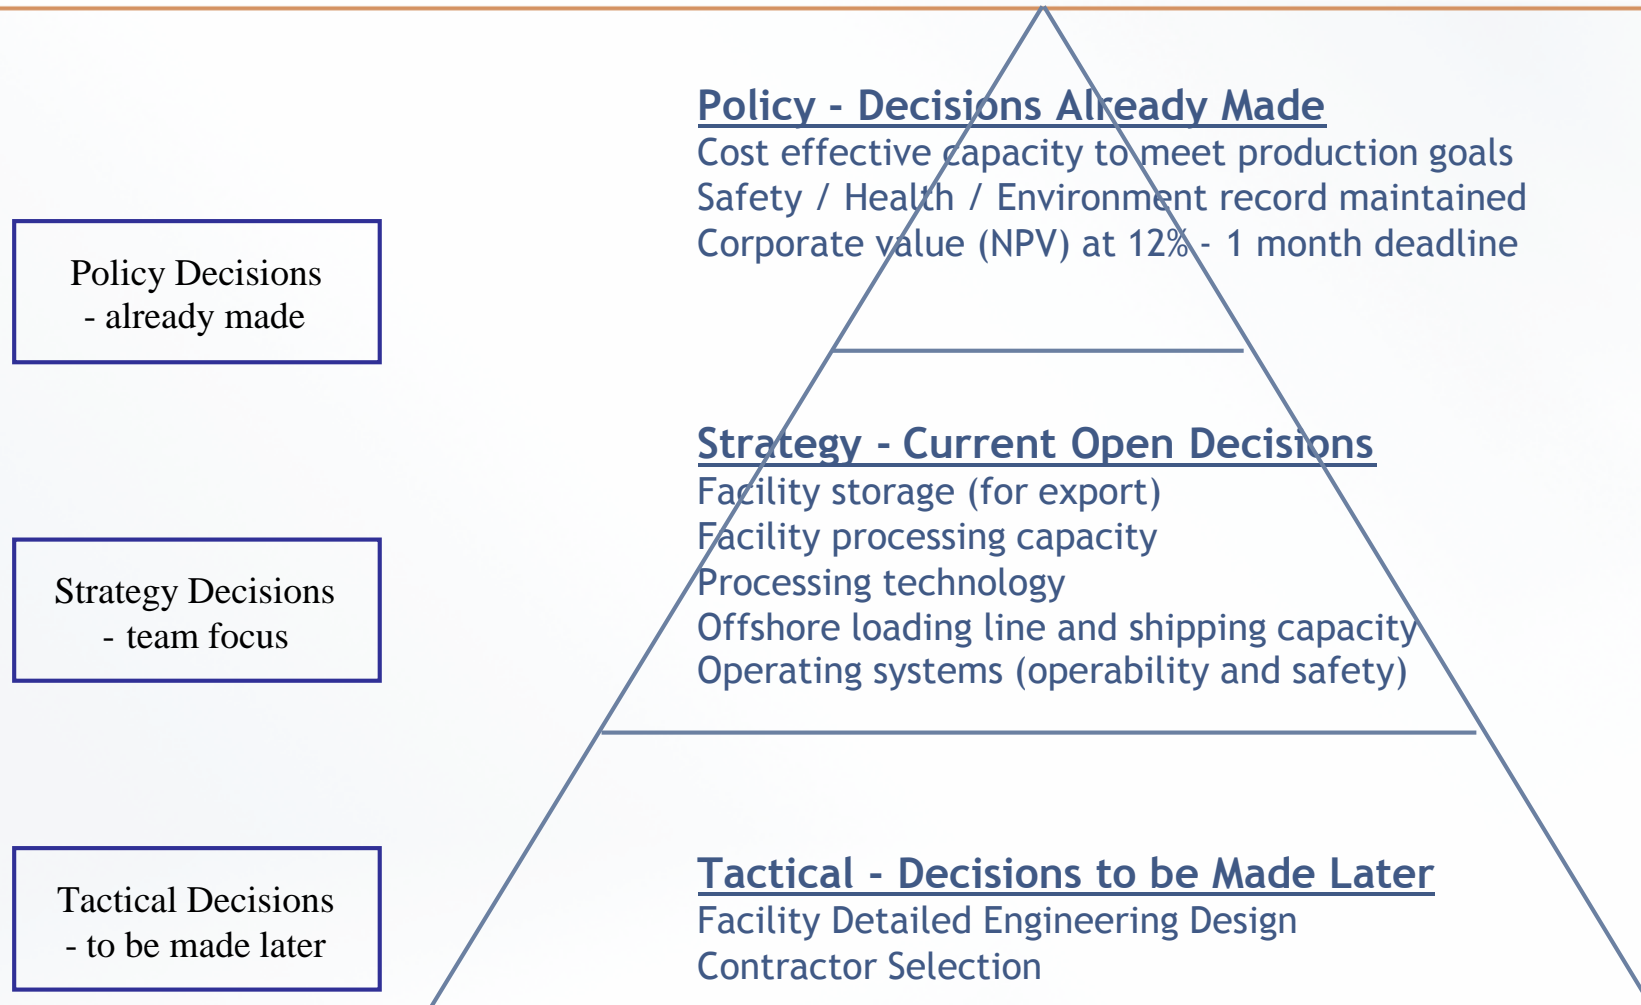 Policy Decisions
- already made
Strategy Decisions
- team focus
Tactical Decisions
- to be made later
Policy - Decisions Already Made
Cost effective capacity to meet production goals
Safety / Health / Environment record maintained
Corporate value (NPV) at 12% - 1 month deadline
Strategy - Current Open Decisions
Facility storage (for export)
Facility processing capacity
Processing technology
Offshore loading line and shipping capacity
Operating systems (operability and safety)
Tactical - Decisions to be Made Later
Facility Detailed Engineering Design
Contractor Selection